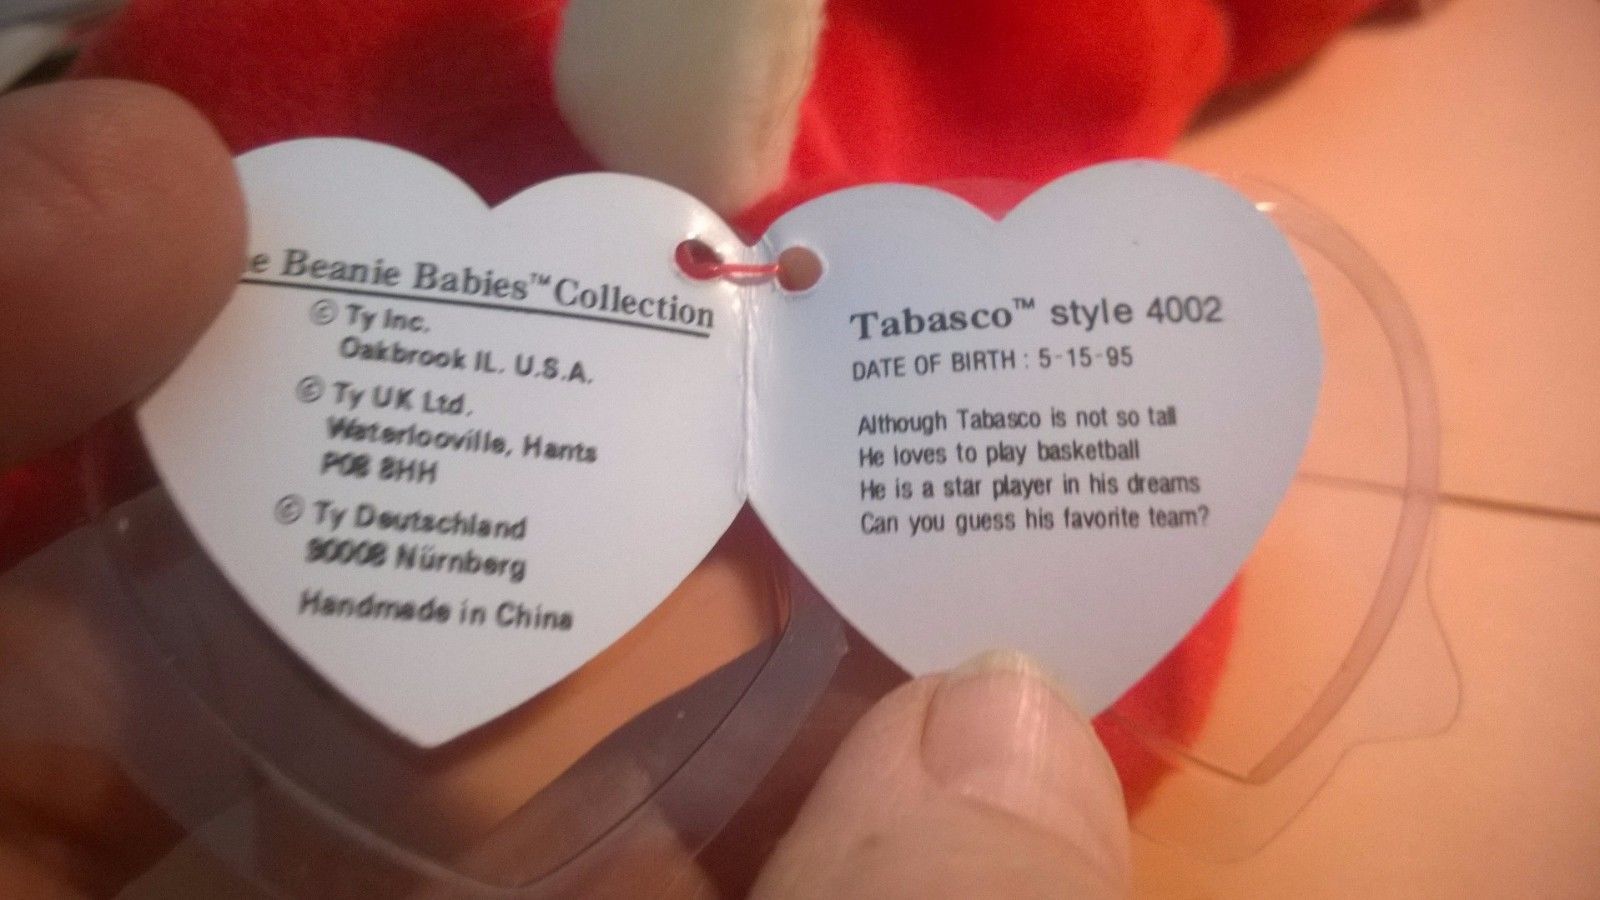 e Beanie Babies™ Collection
© Ty Inc.
Oakbrook IL. U.S.A.
© Ty UK Ltd.
Waterlooville, Hants
P08 8HH
© Ty Deutschland
90008 Nürnberg
Handmade in China
Tabasco™ style 4002
DATE OF BIRTH : 5-15-95
Although Tabasco is not so tall
He loves to play basketball
He is a star player in his dreams
Can you guess his favorite team?